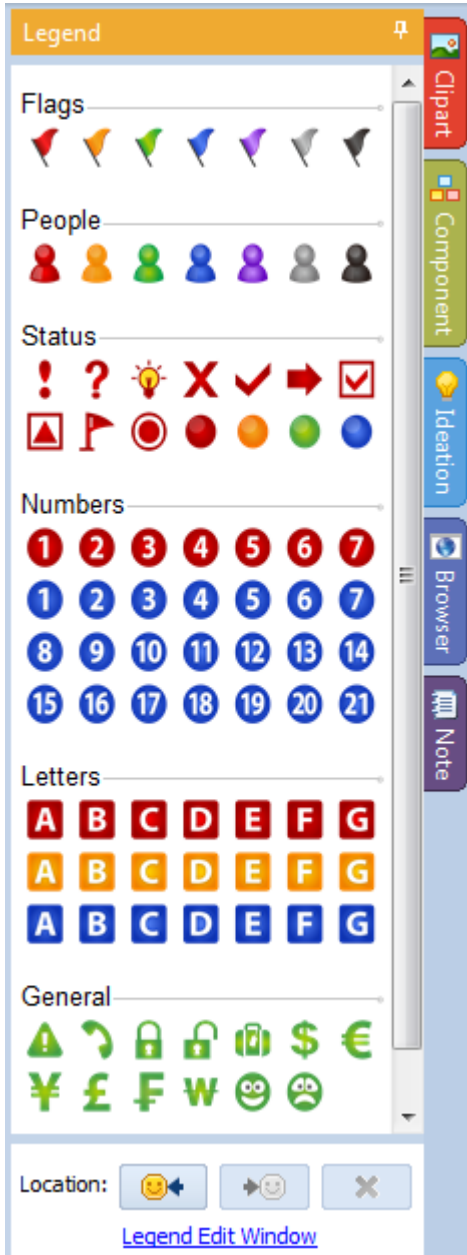 Legend
Flags
People
Status
! ? X
Numbers
1 2 3 4 5 6 7
1 2 3 4 5 6 7
8 9 10 11 12 13 14
15 16 17 18 19 20 21
Letters
A B C D E F G
A B C D E F G
A B C D E F G
General
$ €
¥ £ ₣ W
Location:
Legend Edit Window
Clipart
Component
Ideation
Browser
Note